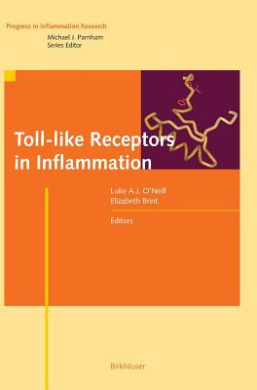 Progress in Inflammation Research
Michael J. Parnham
Series Editor
Toll-like Receptors
in Inflammation
Luke A.J. O'Neill
Elizabeth Brint
Editors
Birkhäuser